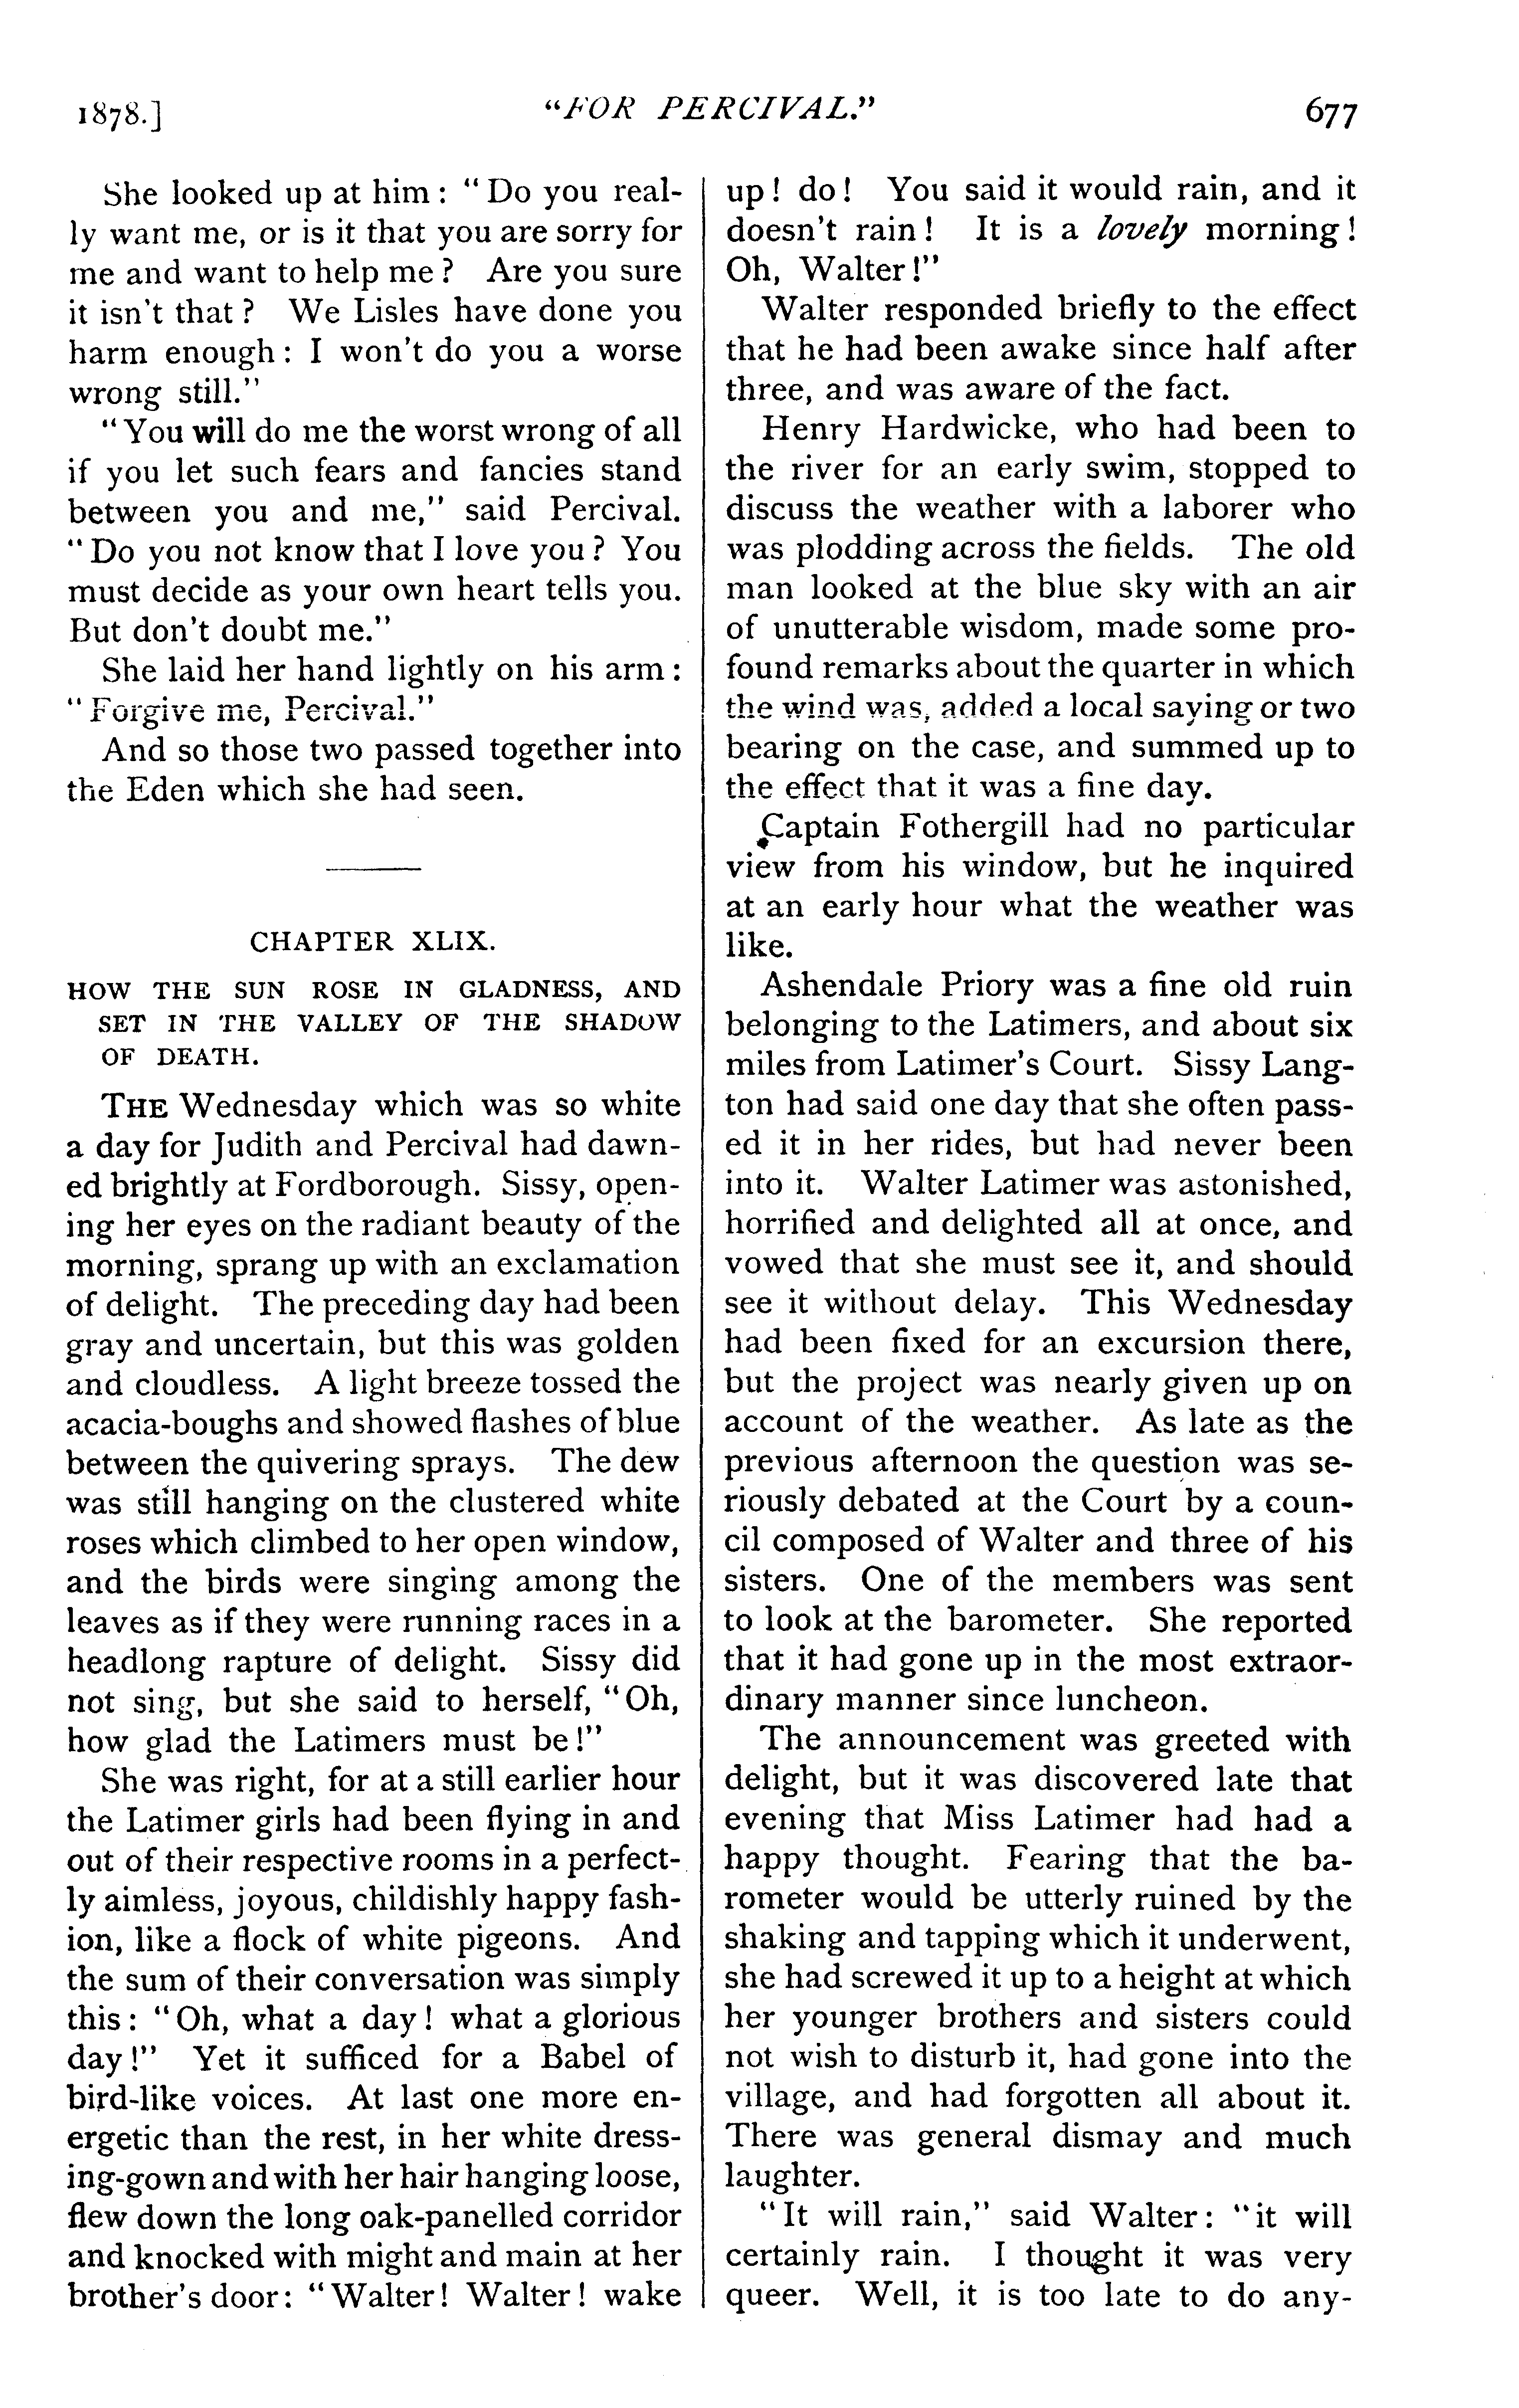 1878.]
"FOR PERCIVAL."
677
She looked up at him: "Do you real-
ly want me, or is it that you are sorry for
me and want to help me? Are you sure
it isn't that? We Lisles have done you
harm enough: I won't do you a worse
wrong still."
"You will do me the worst wrong of all
if you let such fears and fancies stand
between you and me," said Percival.
"Do you not know that I love you? You
must decide as your own heart tells you.
But don't doubt me."
She laid her hand lightly on his arm:
"Forgive me, Percival."
And so those two passed together into
the Eden which she had seen.
CHAPTER XLIX.
HOW THE SUN ROSE IN GLADNESS, AND
SET IN THE VALLEY OF THE SHADOW
OF DEATH.
THE Wednesday which was so white
a day for Judith and Percival had dawn-
ed brightly at Fordborough. Sissy, open-
ing her eyes on the radiant beauty of the
morning, sprang up with an exclamation
of delight. The preceding day had been
gray and uncertain, but this was golden
and cloudless. A light breeze tossed the
acacia-boughs and showed flashes of blue
between the quivering sprays. The dew
was still hanging on the clustered white
roses which climbed to her open window,
and the birds were singing among the
leaves as if they were running races in a
headlong rapture of delight. Sissy did
not sing, but she said to herself, "Oh,
how glad the Latimers must be!"
She was right, for at a still earlier hour
the Latimer girls had been flying in and
out of their respective rooms in a perfect-
ly aimless, joyous, childishly happy fash-
ion, like a flock of white pigeons. And
the sum of their conversation was simply
this: "Oh, what a day! what a glorious
day!" Yet it sufficed for a Babel of
bird-like voices. At last one more en-
ergetic than the rest, in her white dress-
ing-gown and with her hair hanging loose,
flew down the long oak-panelled corridor
and knocked with might and main at her
brother's door: "Walter! Walter! wake
up! do! You said it would rain, and it
doesn't rain! It is a lovely morning!
Oh, Walter!"
Walter responded briefly to the effect
that he had been awake since half after
three, and was aware of the fact.
Henry Hardwicke, who had been to
the river for an early swim, stopped to
discuss the weather with a laborer who
was plodding across the fields. The old
man looked at the blue sky with an air
of unutterable wisdom, made some pro-
found remarks about the quarter in which
the wind was, added a local saying or two
bearing on the case, and summed up to
the effect that it was a fine day.
Captain Fothergill had no particular
view from his window, but he inquired
at an early hour what the weather was
like.
Ashendale Priory was a fine old ruin
belonging to the Latimers, and about six
miles from Latimer's Court. Sissy Lang-
ton had said one day that she often pass-
ed it in her rides, but had never been
into it. Walter Latimer was astonished,
horrified and delighted all at once, and
vowed that she must see it, and should
see it without delay. This Wednesday
had been fixed for an excursion there,
but the project was nearly given up on
account of the weather. As late as the
previous afternoon the question was se-
riously debated at the Court by a coun-
cil composed of Walter and three of his
sisters. One of the members was sent
to look at the barometer. She reported
that it had gone up in the most extraor-
dinary manner since luncheon.
The announcement was greeted with
delight, but it was discovered late that
evening that Miss Latimer had had a
happy thought. Fearing that the ba-
rometer would be utterly ruined by the
shaking and tapping which it underwent,
she had screwed it up to a height at which
her younger brothers and sisters could
not wish to disturb it, had gone into the
village, and had forgotten all about it.
There was general dismay and much
laughter.
"It will rain," said Walter: "it will
certainly rain. I thought it was very
queer. Well, it is too late to do any-